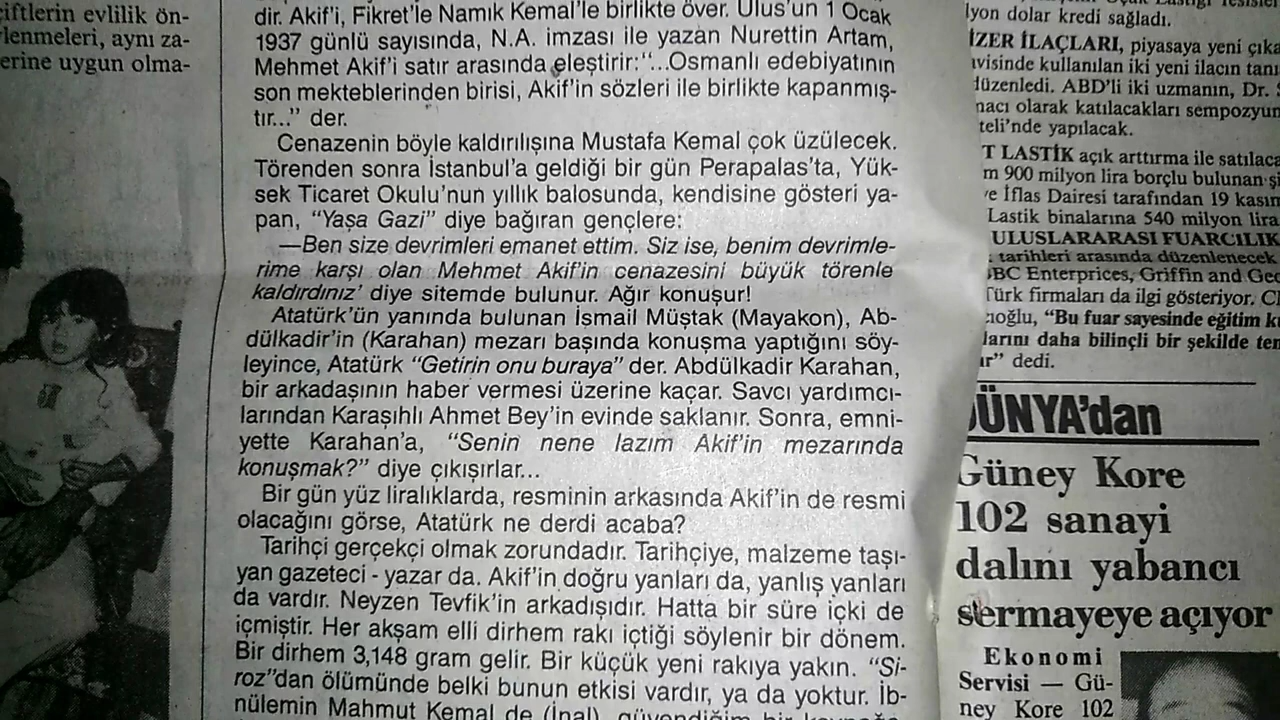 iftlerin evlilik ön-
lenmeleri, aynı za-
erine uygun olma-
dir. Akif'i, Fikret'le Namık Kemal'le birlikte över. Ulus'un 1 Ocak
1937 günlü sayısında, N.A. imzası ile yazan Nurettin Artam,
Mehmet Akif'i satır arasında eleştirir: "...Osmanlı edebiyatının
son mekteblerinden birisi, Akif'in sözleri ile birlikte kapanmış-
tır..." der.
Cenazenin böyle kaldırılışına Mustafa Kemal çok üzülecek.
Törenden sonra İstanbul'a geldiği bir gün Perapalas'ta, Yük-
sek Ticaret Okulu'nun yıllık balosunda, kendisine gösteri ya-
pan, "Yaşa Gazi" diye bağıran gençlere:
—Ben size devrimleri emanet ettim. Siz ise, benim devrimle-
rime karşı olan Mehmet Akif'in cenazesini büyük törenle
kaldırdınız' diye sitemde bulunur. Ağır konuşur!
Atatürk'ün yanında bulunan İsmail Müştak (Mayakon), Ab-
dülkadir'in (Karahan) mezarı başında konuşma yaptığını söy-
leyince, Atatürk "Getirin onu buraya" der. Abdülkadir Karahan,
bir arkadaşının haber vermesi üzerine kaçar. Savcı yardımcı-
larından Karaşıhlı Ahmet Bey'in evinde saklanır. Sonra, emni-
yette Karahan'a, "Senin nene lazım Akif'in mezarında
konuşmak?" diye çıkışırlar...
Bir gün yüz liralıklarda, resminin arkasında Akif'in de resmi
olacağını görse, Atatürk ne derdi acaba?
Tarihçi gerçekçi olmak zorundadır. Tarihçiye, malzeme taşı-
yan gazeteci - yazar da. Akif'in doğru yanları da, yanlış yanları
da vardır. Neyzen Tevfik'in arkadışıdır. Hatta bir süre içki de
içmiştir. Her akşam elli dirhem rakı içtiği söylenir bir dönem.
Bir dirhem 3,148 gram gelir. Bir küçük yeni rakıya yakın. "Si-
roz"dan ölümünde belki bunun etkisi vardır, ya da yoktur. İb-
nülemin Mahmut Kemal de (İnal), güvendiğim bir
lyon dolar kredi sağladı.
İZER İLAÇLARI, piyasaya yeni çıka
avisinde kullanılan iki yeni ilacın tanı
düzenledi. ABD'li iki uzmanın, Dr. S
macı olarak katılacakları sempozyun
teli'nde yapılacak.
T LASTİK açık arttırma ile satılaca
m 900 milyon lira borçlu bulunan şi
ve İflas Dairesi tarafından 19 kasım
Lastik binalarına 540 milyon lira
ULUSLARARASI FUARCILIK
tarihleri arasında düzenlenecek
BC Enterprices, Griffin and Geo
Türk firmaları da ilgi gösteriyor. C
oğlu, "Bu fuar sayesinde eğitim ku
larını daha bilinçli bir şekilde tem
ır" dedi.
DÜNYA'dan
Güney Kore
102 sanayi
dalını yabancı
sermayeye açıyor
Ekonomi
Servisi — Gü-
ney Kore 102